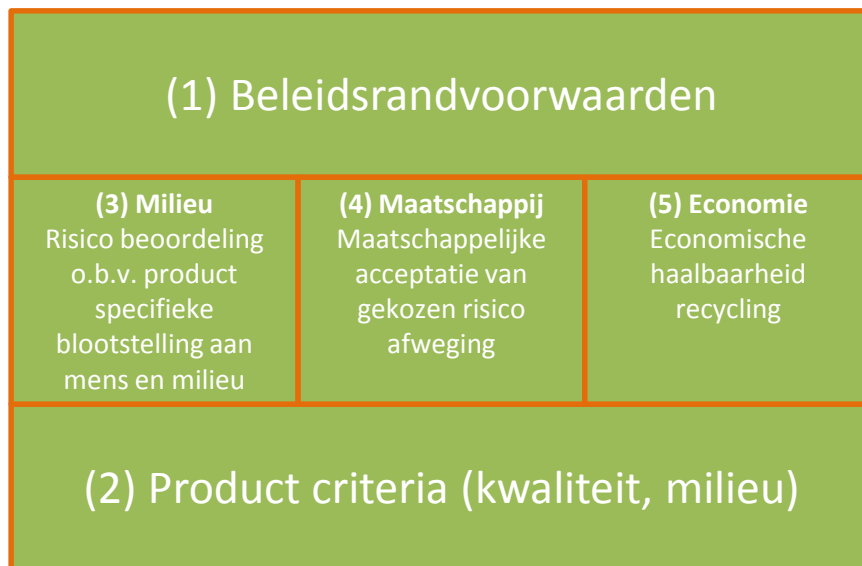 (1) Beleidsrandvoorwaarden
(3) Milieu
Risico beoordeling
o.b.v. product
specifieke
blootstelling aan
mens en milieu
(4) Maatschappij
Maatschappelijke
acceptatie van
gekozen risico
afweging
(5) Economie
Economische
haalbaarheid
recycling
(2) Product criteria (kwaliteit, milieu)